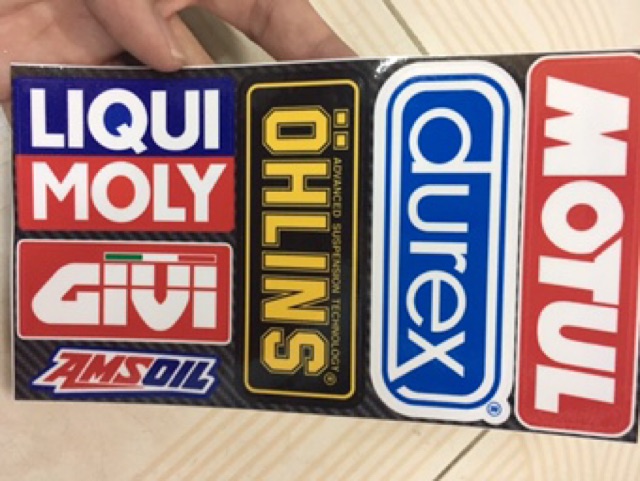 LIQUI
MOLY
GIVI
AMSOIL
ÖHLINS®
ADVANCED SUSPENSION TECHNOLOGY
durex®
MOTUL